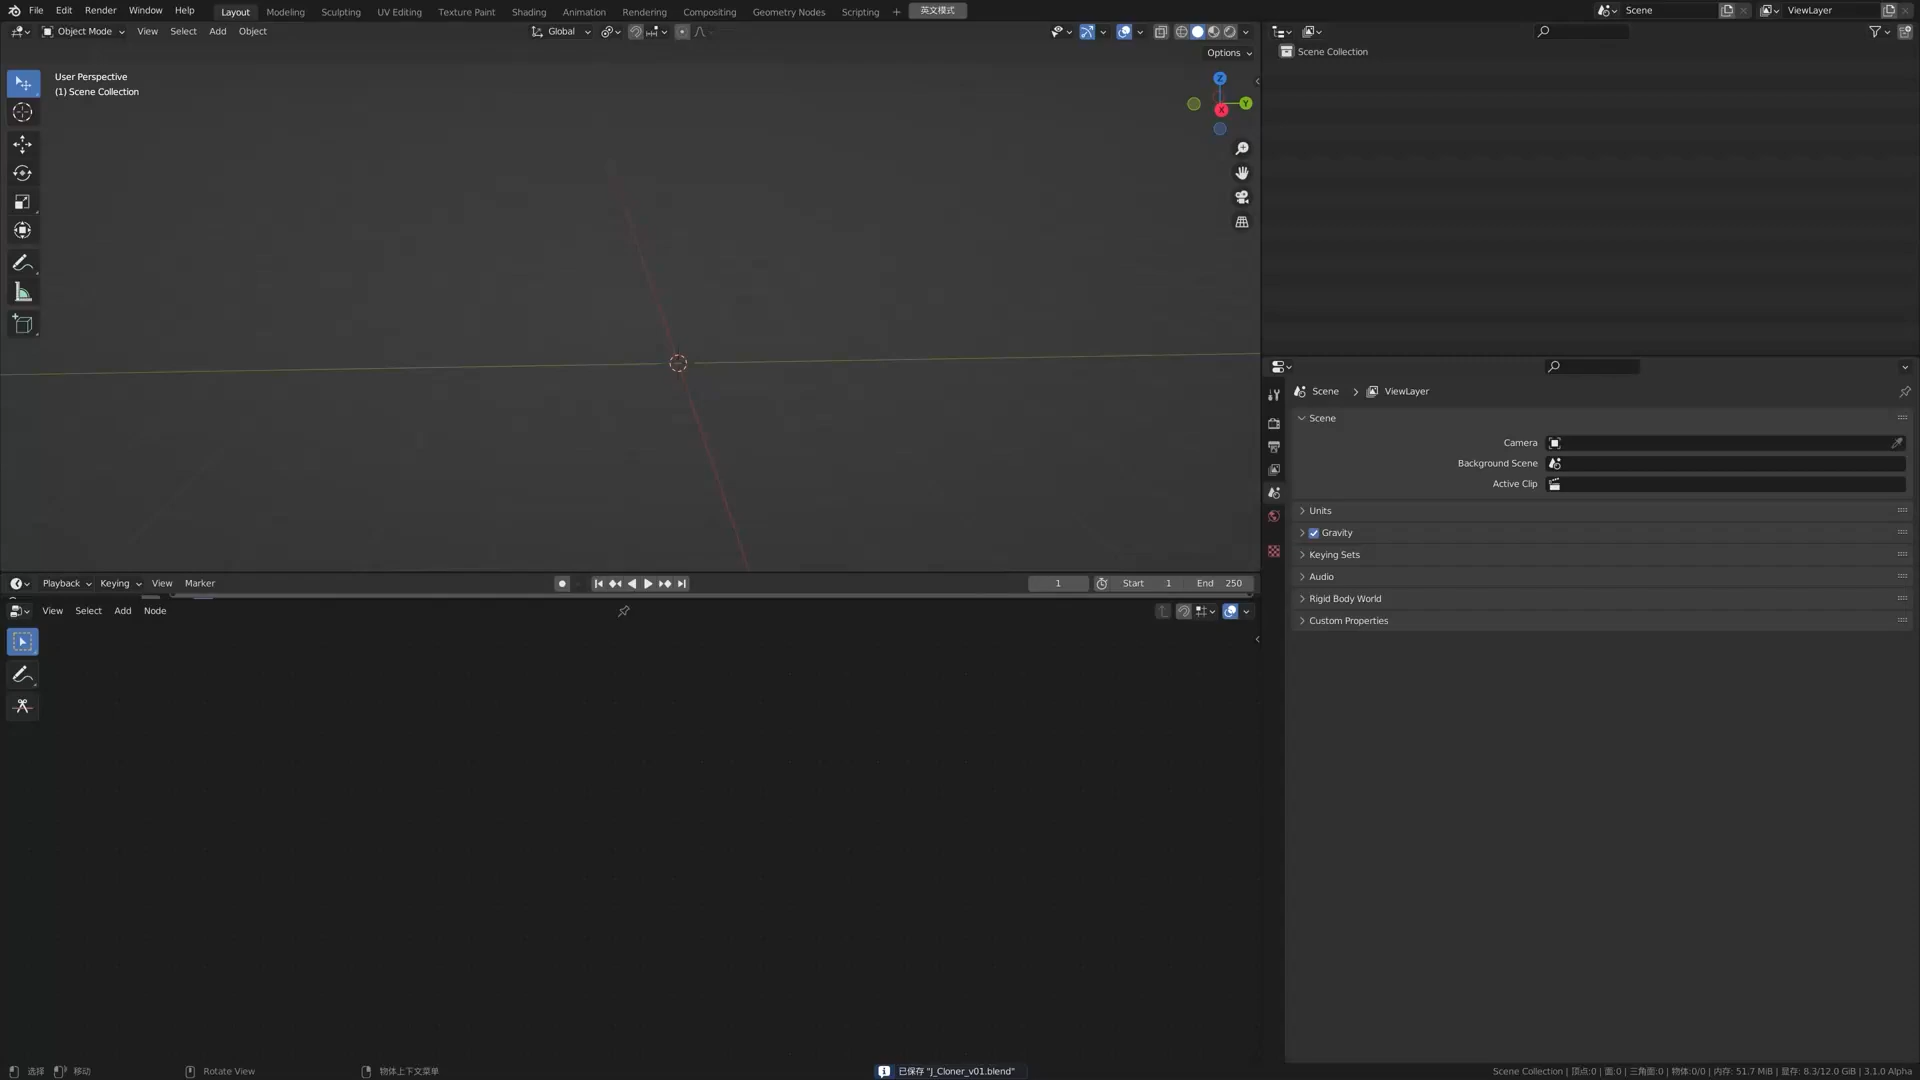 File Edit Render Window Help Layout Modeling Sculpting UV Editing Texture Paint Shading Animation Rendering Compositing Geometry Nodes Scripting + 英文模式 Scene ViewLayer
Object Mode View Select Add Object Global
Options
Scene Collection
User Perspective
(1) Scene Collection
Z
Y
X
Scene ViewLayer
Scene
Camera
Background Scene
Active Clip
Units
Gravity
Keying Sets
Audio
Rigid Body World
Custom Properties
Playback Keying View Marker 1 Start 1 End 250
View Select Add Node
选择 移动 Rotate View 物体上下文菜单 已保存 "J_Cloner_v01.blend" Scene Collection | 顶点:0 | 面:0 | 三角面:0 | 物体:0/0 | 内存: 51.7 MiB | 显存: 8.3/12.0 GiB | 3.1.0 Alpha